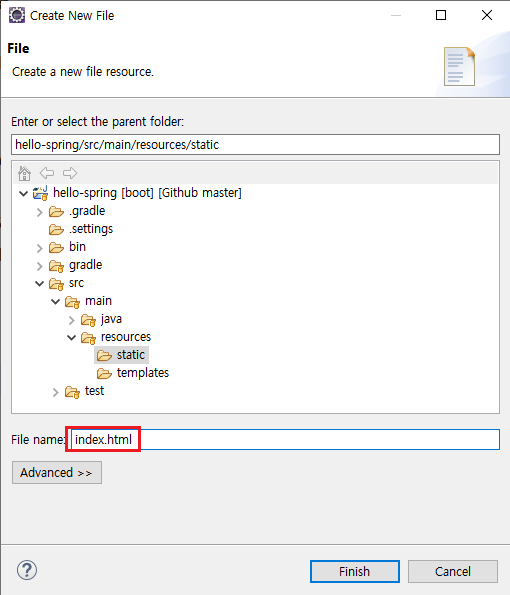 Create New File
File
Create a new file resource.
Enter or select the parent folder:
hello-spring/src/main/resources/static
hello-spring [boot] [Github master]
.gradle
.settings
bin
gradle
src
main
java
resources
static
templates
test
File name: index.html
Advanced >>
? Finish Cancel